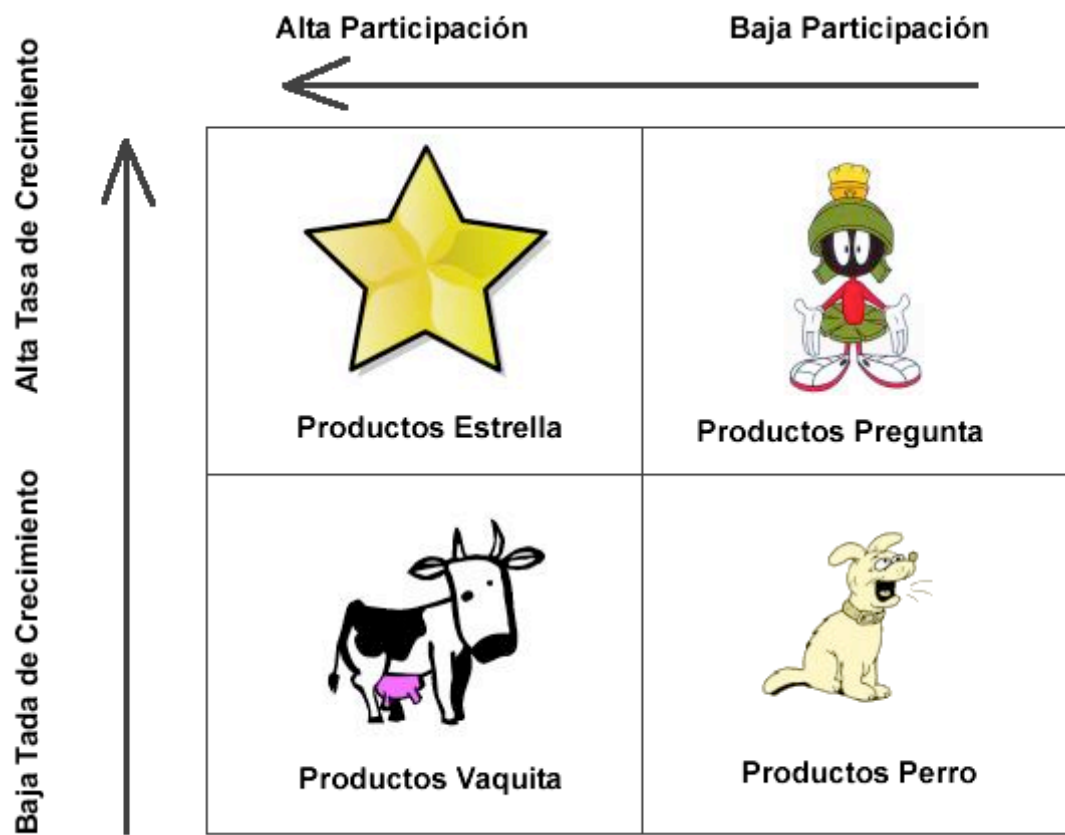 Alta Participación
Baja Participación
Alta Tasa de Crecimiento
Productos Estrella
Productos Pregunta
Baja Tada de Crecimiento
Productos Vaquita
Productos Perro